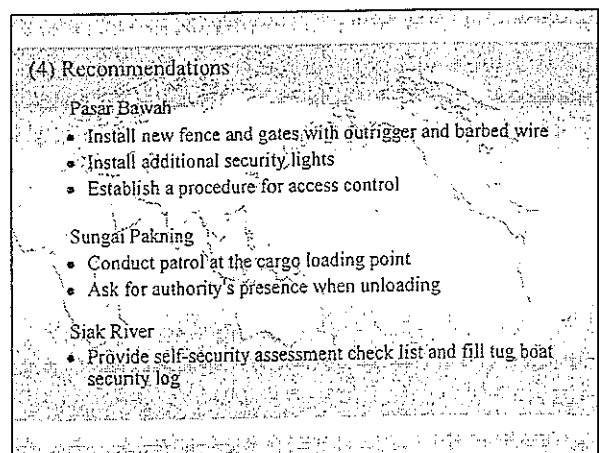 (4) Recommendations
Pasar Bawah
• Install new fence and gates with outrigger and barbed wire
• Install additional security lights
• Establish a procedure for access control
Sungai Pakning
• Conduct patrol at the cargo loading point
• Ask for authority's presence when unloading
Siak River
• Provide self-security assessment check list and fill tug boat
security log